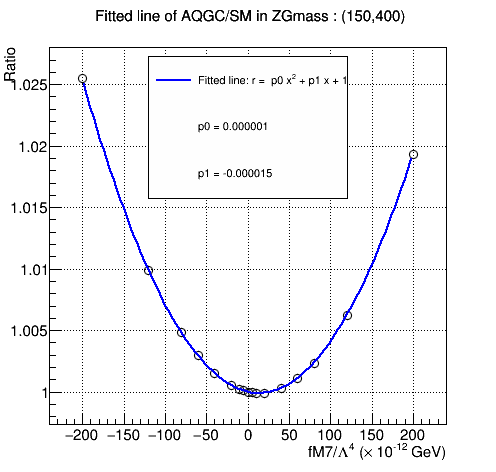 Fitted line of AQGC/SM in ZGmass : (150,400)
Ratio
Fitted line: r = p0 x² + p1 x + 1
p0 = 0.000001
p1 = -0.000015
1.025
1.02
1.015
1.01
1.005
1
−200 −150 −100 −50 0 50 100 150 200
fM7/Λ⁴ (× 10⁻¹² GeV)